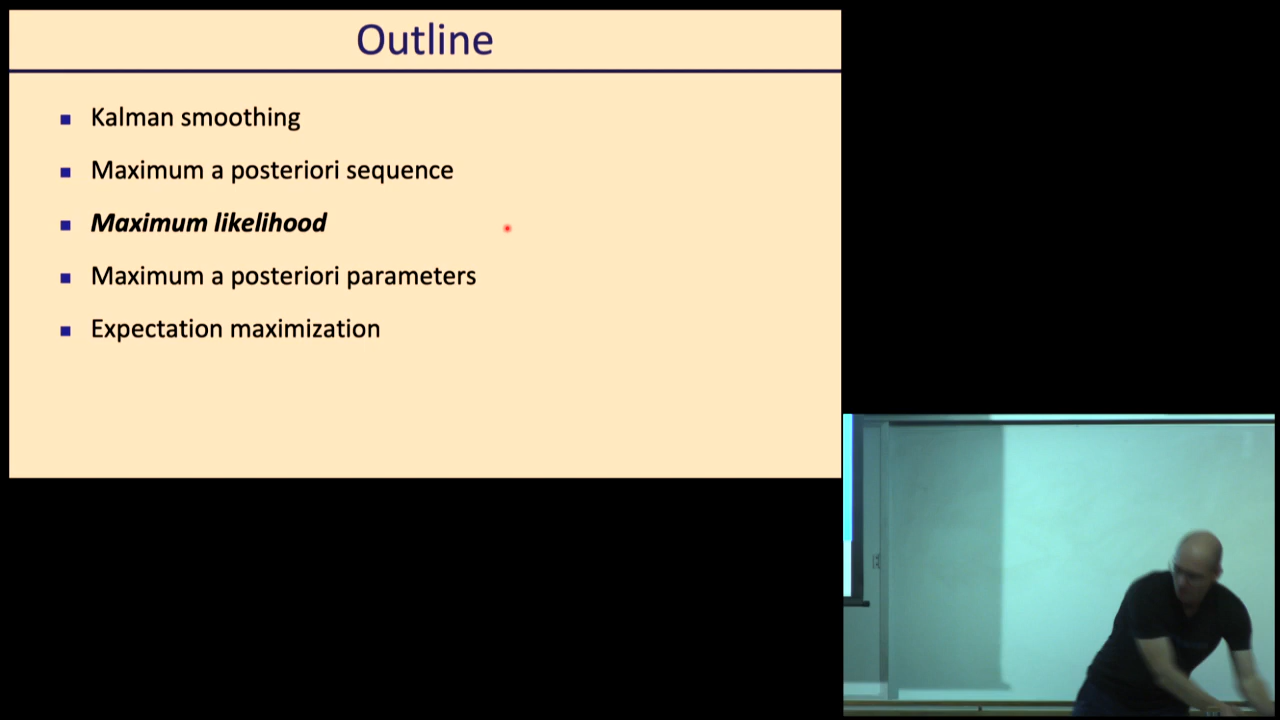 Outline
Kalman smoothing
Maximum a posteriori sequence
Maximum likelihood
Maximum a posteriori parameters
Expectation maximization